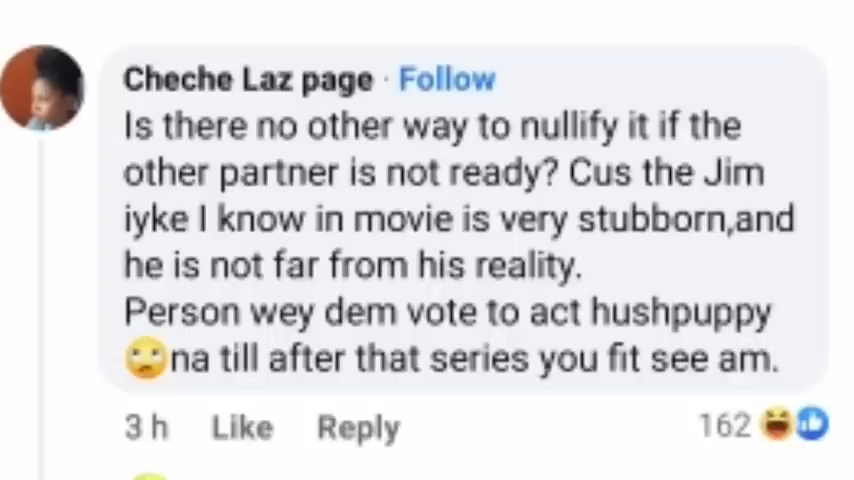 Cheche Laz page · Follow
Is there no other way to nullify it if the
other partner is not ready? Cus the Jim
iyke I know in movie is very stubborn,and
he is not far from his reality.
Person wey dem vote to act hushpuppy
🙄na till after that series you fit see am.
3 h Like Reply 162